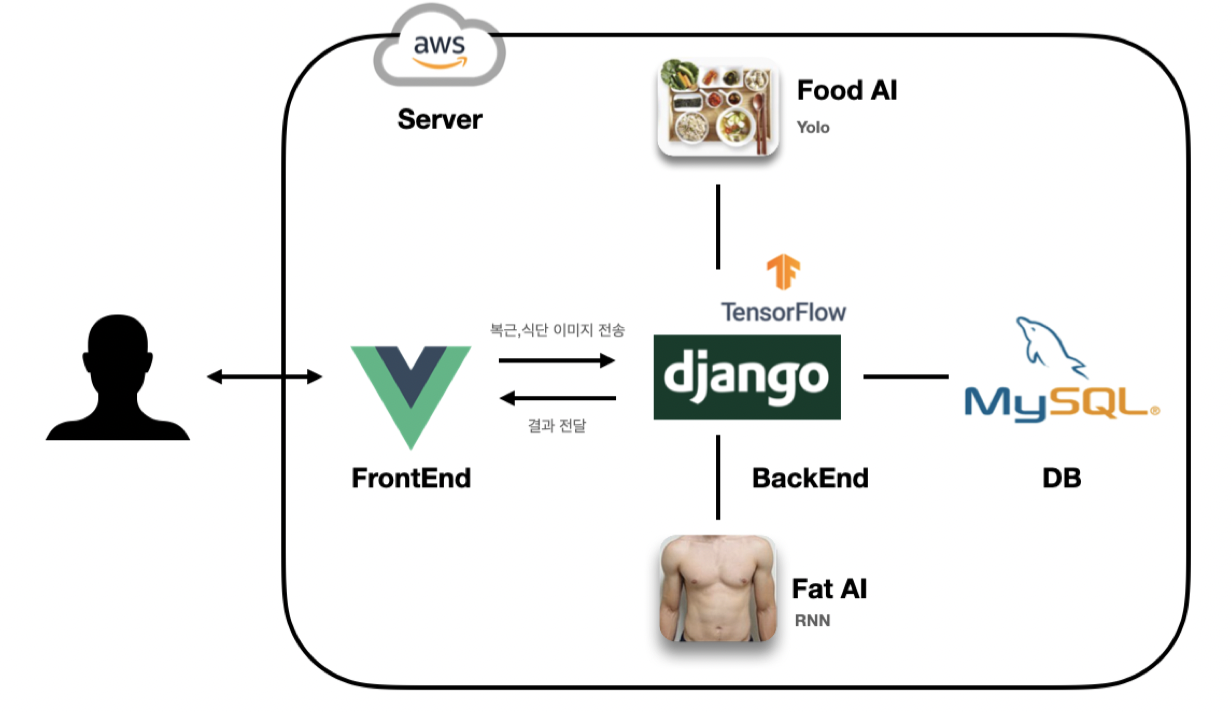 aws
Server
Food AI
Yolo
TensorFlow
복근,식단 이미지 전송
django
MySQL®
결과 전달
FrontEnd
BackEnd
DB
Fat AI
RNN